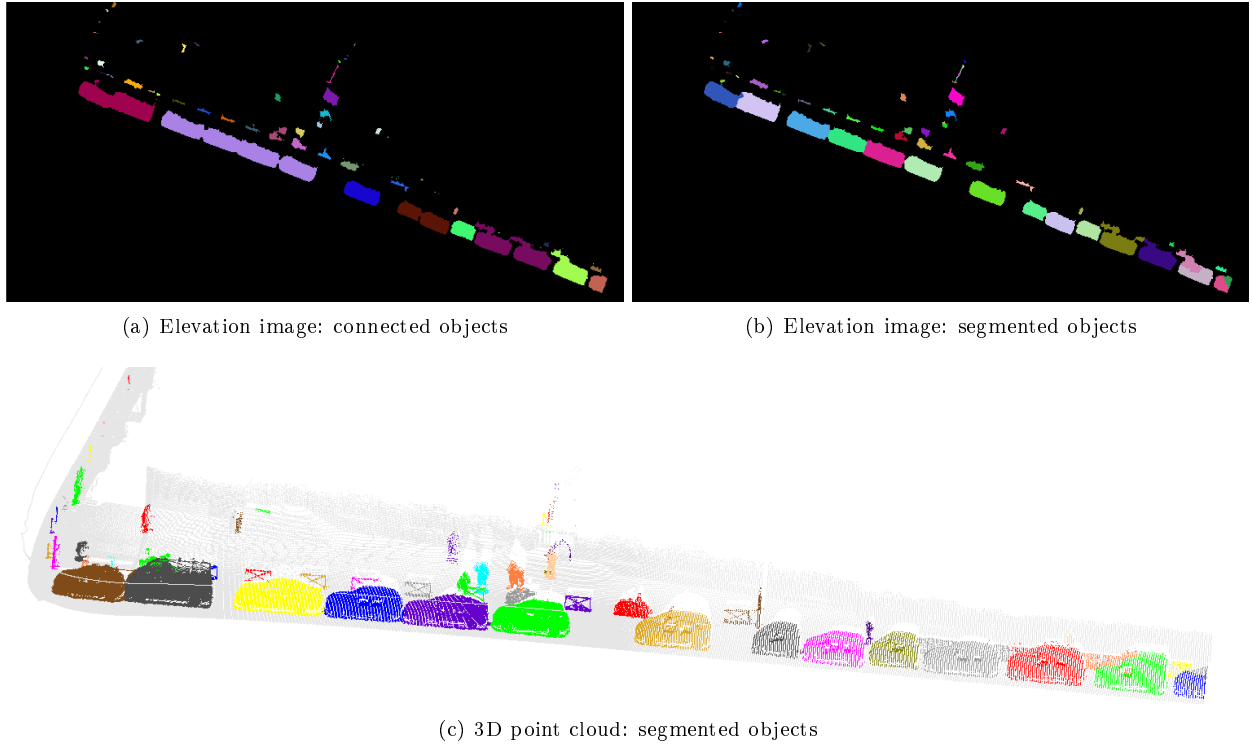 (a) Elevation image: connected objects
(b) Elevation image: segmented objects
(c) 3D point cloud: segmented objects